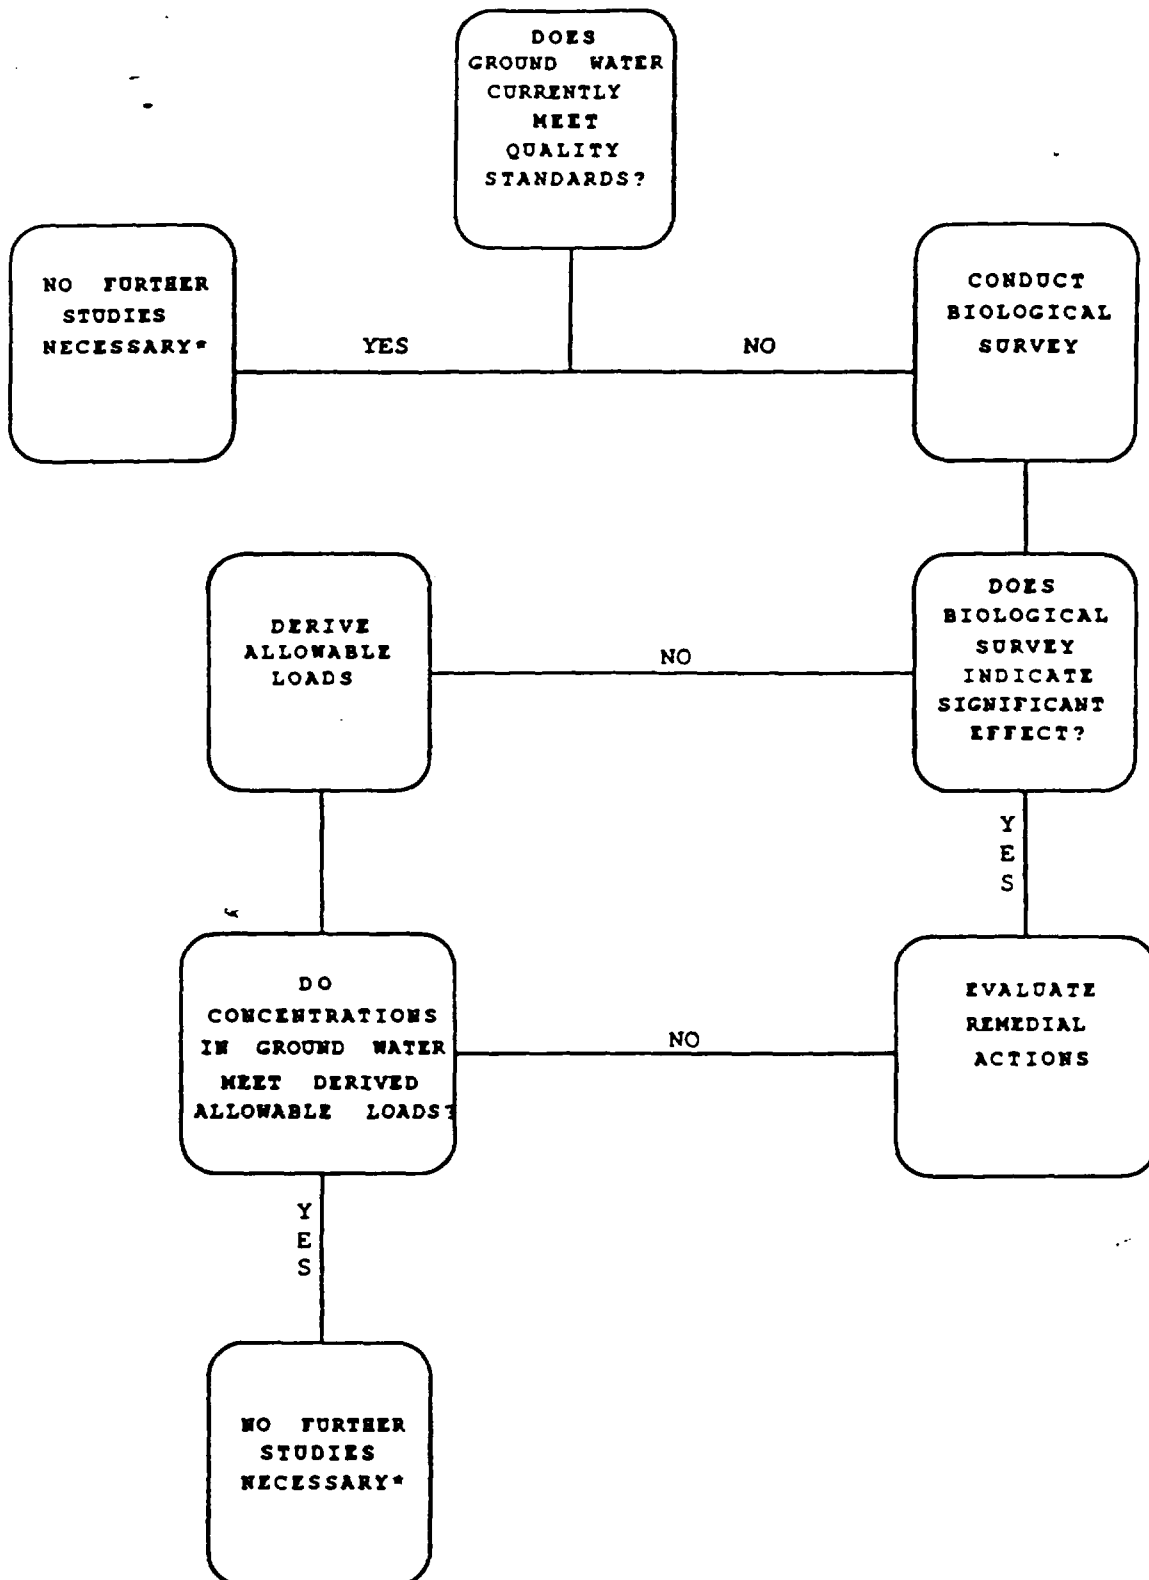 DOES
GROUND WATER
CURRENTLY
MEET
QUALITY
STANDARDS?
NO FURTHER
STUDIES
NECESSARY*
YES
NO
CONDUCT
BIOLOGICAL
SURVEY
DERIVE
ALLOWABLE
LOADS
NO
DOES
BIOLOGICAL
SURVEY
INDICATE
SIGNIFICANT
EFFECT?
Y
E
S
DO
CONCENTRATIONS
IN GROUND WATER
MEET DERIVED
ALLOWABLE LOADS?
NO
EVALUATE
REMEDIAL
ACTIONS
Y
E
S
NO FURTHER
STUDIES
NECESSARY*